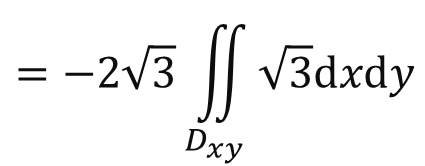 = −2√3 ∬_{D_{xy}} √3dxdy